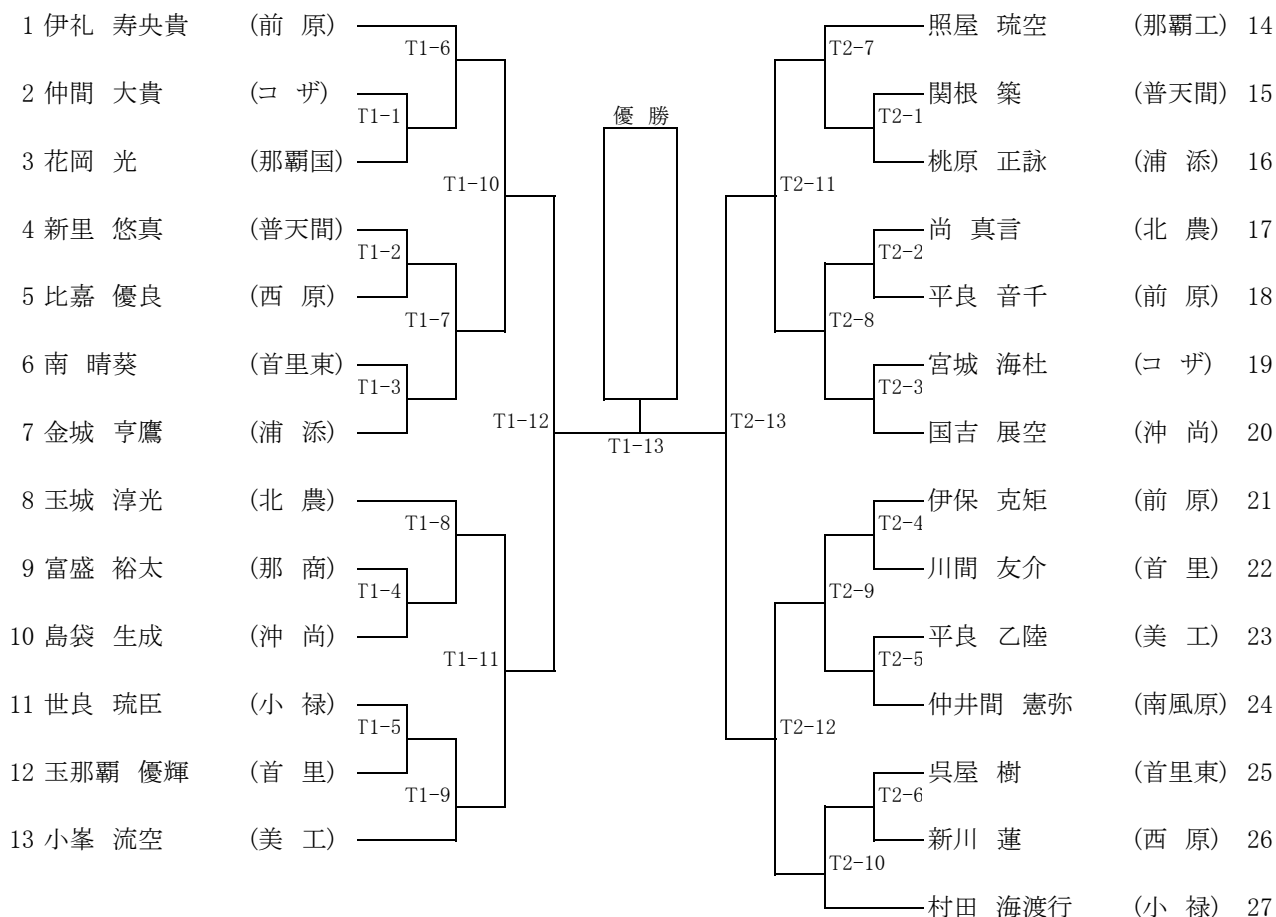 1 伊礼 寿央貴 (前 原)
T1-6
2 仲間 大貴 (コ ザ)
T1-1
3 花岡 光 (那覇国)
T1-10
4 新里 悠真 (普天間)
T1-2
5 比嘉 優良 (西 原)
T1-7
6 南 晴葵 (首里東)
T1-3
7 金城 亨鷹 (浦 添)
T1-12
8 玉城 淳光 (北 農)
T1-8
9 富盛 裕太 (那 商)
T1-4
10 島袋 生成 (沖 尚)
T1-11
11 世良 琉臣 (小 禄)
T1-5
12 玉那覇 優輝 (首 里)
T1-9
13 小峯 流空 (美 工)
優 勝
T1-13
照屋 琉空 (那覇工) 14
T2-7
関根 築 (普天間) 15
T2-1
桃原 正詠 (浦 添) 16
T2-11
尚 真言 (北 農) 17
T2-2
平良 音千 (前 原) 18
T2-8
宮城 海杜 (コ ザ) 19
T2-3
国吉 展空 (沖 尚) 20
T2-13
伊保 克矩 (前 原) 21
T2-4
川間 友介 (首 里) 22
T2-9
平良 乙陸 (美 工) 23
T2-5
仲井間 憲弥 (南風原) 24
T2-12
呉屋 樹 (首里東) 25
T2-6
新川 蓮 (西 原) 26
T2-10
村田 海渡行 (小 禄) 27